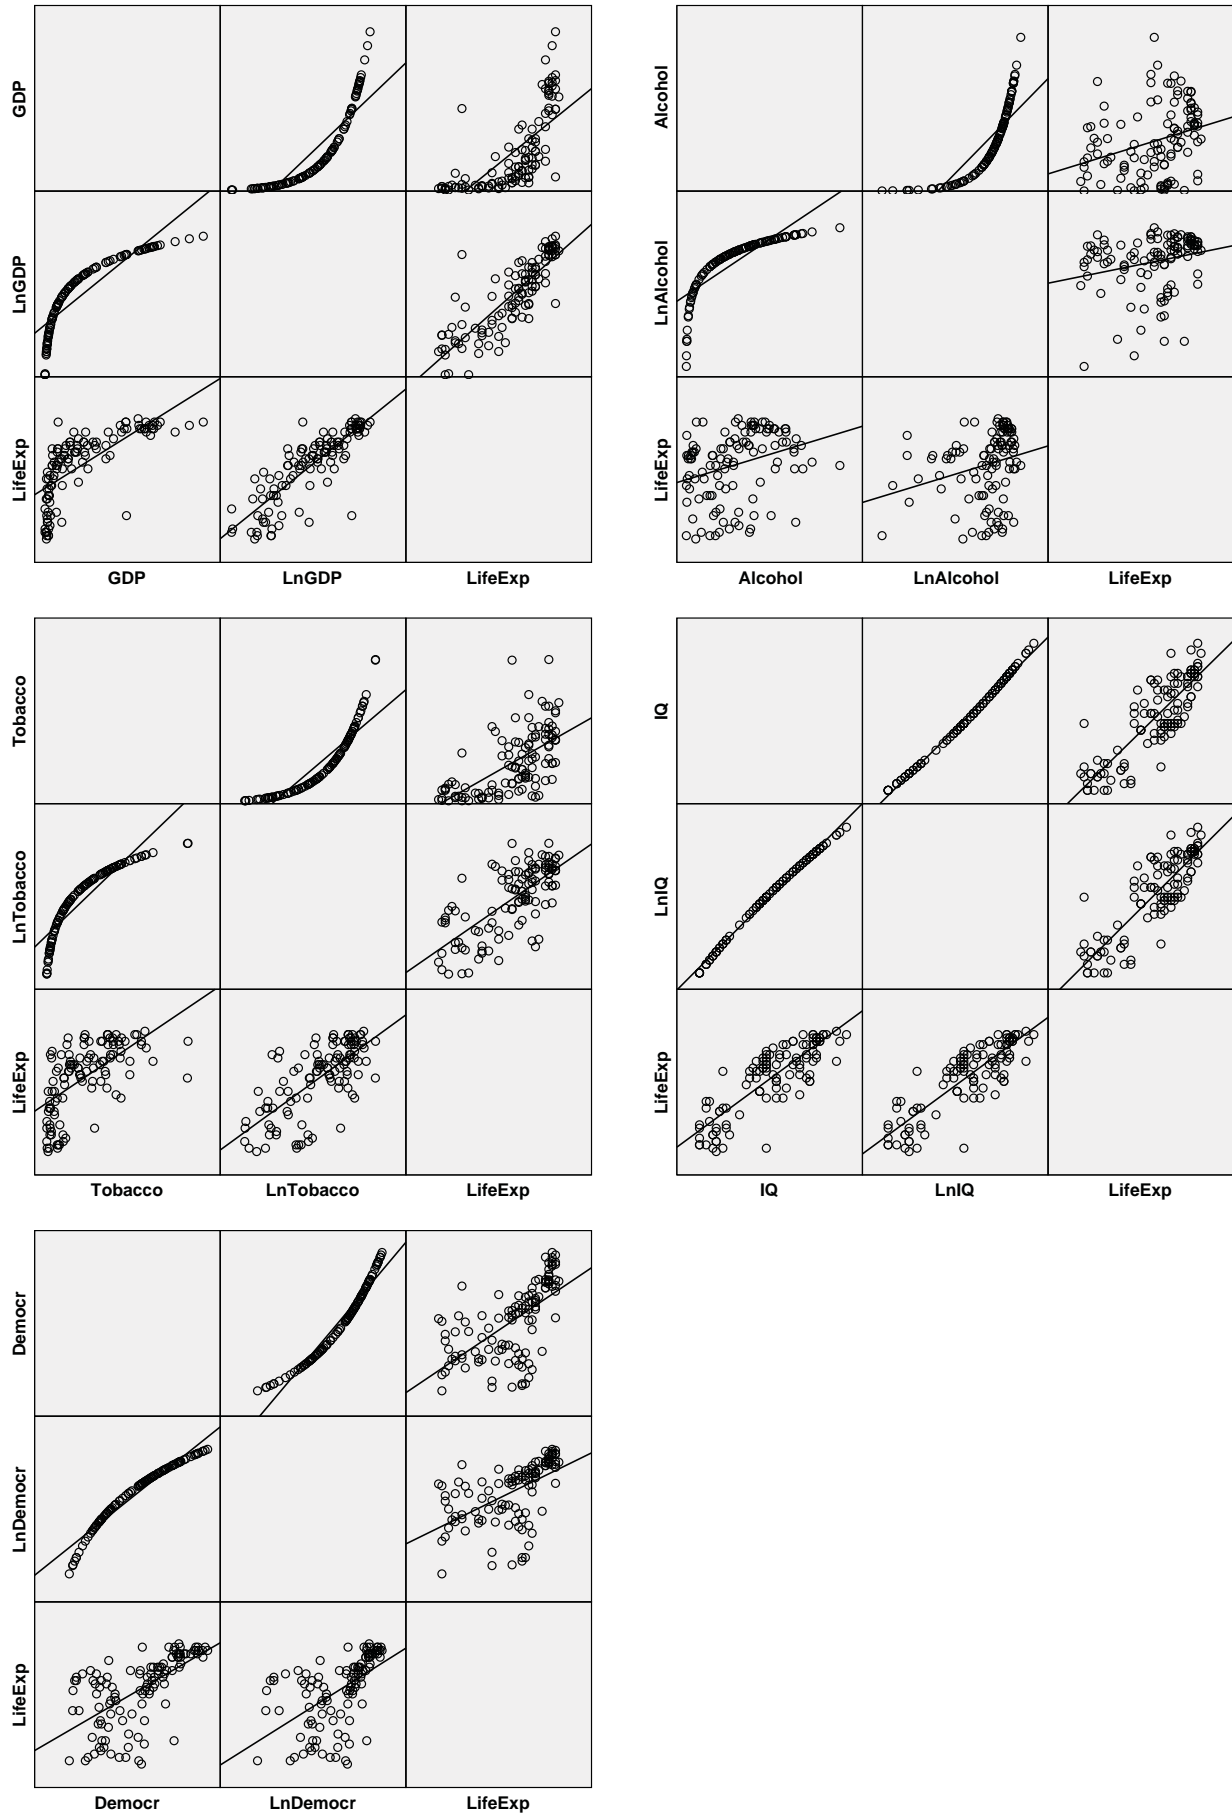 GDP
LnGDP
LifeExp
GDP LnGDP LifeExp
Alcohol
LnAlcohol
LifeExp
Alcohol LnAlcohol LifeExp
Tobacco
LnTobacco
LifeExp
Tobacco LnTobacco LifeExp
IQ
LnIQ
LifeExp
IQ LnIQ LifeExp
Democr
LnDemocr
LifeExp
Democr LnDemocr LifeExp